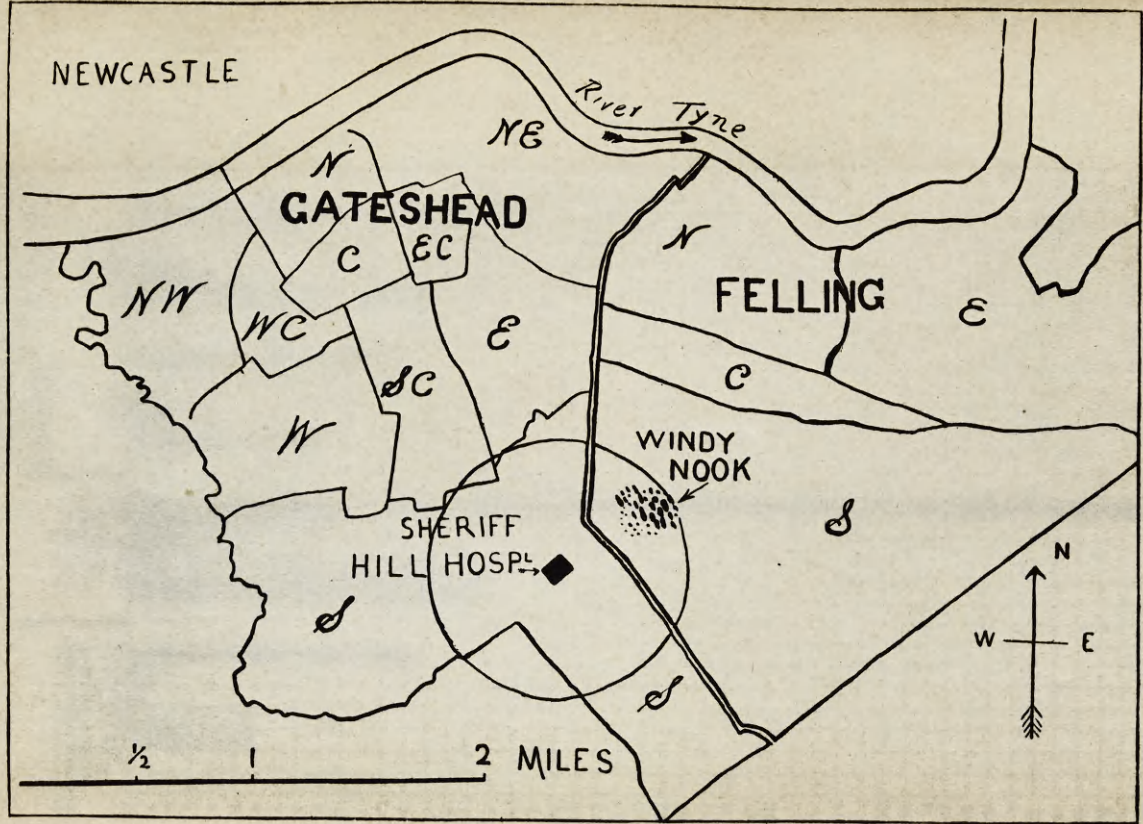 NEWCASTLE
River Tyne
NE
N
GATESHEAD
C
EC
N
FELLING
NW
WC
E
E
SC
C
W
WINDY
NOOK
SHERIFF
HILL HOSPL
S
S
S
N
W
E
½
1
2
MILES